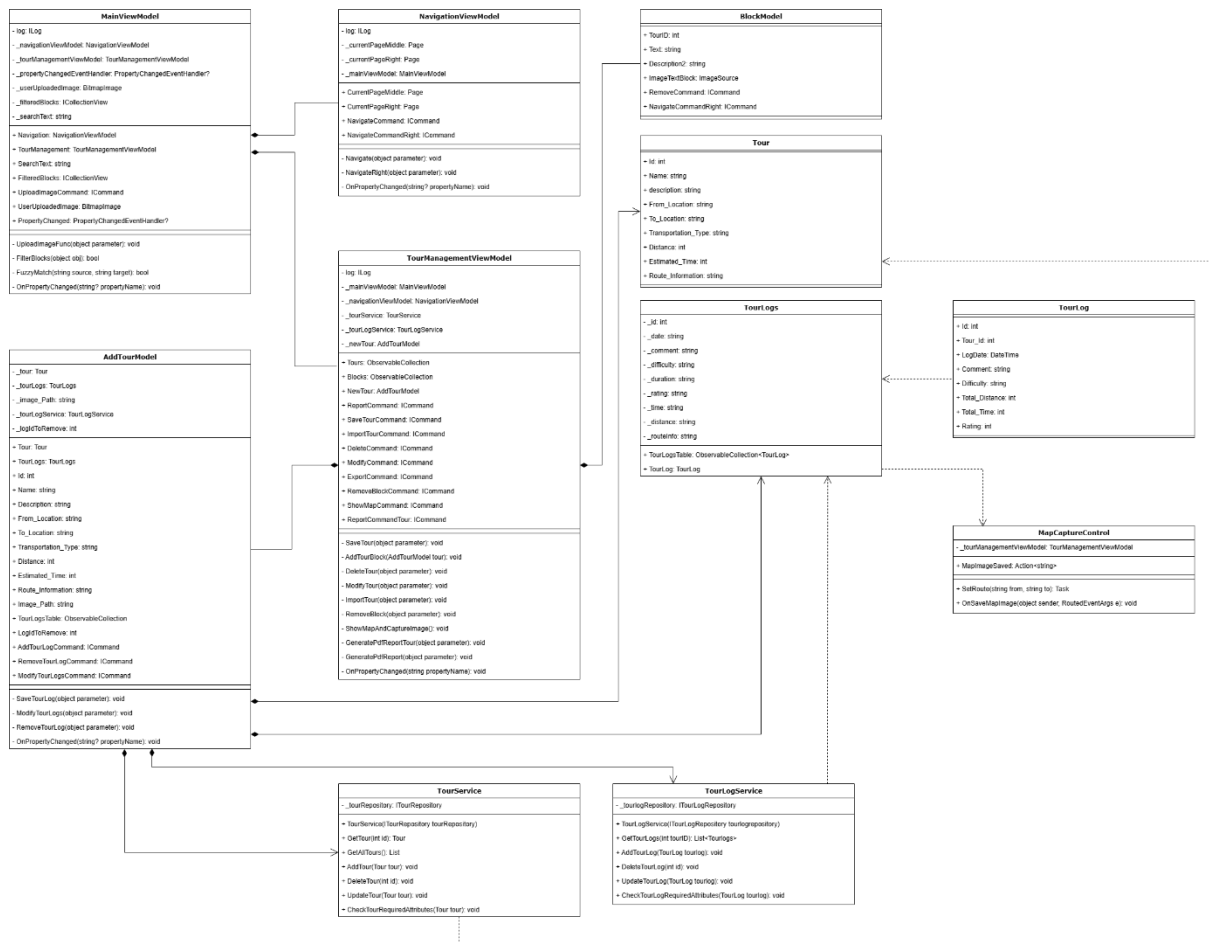 MainViewModel
- log: ILog
- _navigationViewModel: NavigationViewModel
- _tourManagementViewModel: TourManagementViewModel
- _propertyChangedEventHandler: PropertyChangedEventHandler?
- _userUploadedImage: BitmapImage
- _filteredBlocks: ICollectionView
- _searchText: string
+ Navigation: NavigationViewModel
+ TourManagement: TourManagementViewModel
+ SearchText: string
+ FilteredBlocks: ICollectionView
+ UploadImageCommand: ICommand
+ UserUploadedImage: BitmapImage
+ PropertyChanged: PropertyChangedEventHandler?
- UploadImageFunc(object parameter): void
- FilterBlocks(object obj): bool
- FuzzyMatch(string source, string target): bool
- OnPropertyChanged(string? propertyName): void
NavigationViewModel
- log: ILog
- _currentPageMiddle: Page
- _currentPageRight: Page
- _mainViewModel: MainViewModel
+ CurrentPageMiddle: Page
+ CurrentPageRight: Page
+ NavigateCommand: ICommand
+ NavigateCommandRight: ICommand
- Navigate(object parameter): void
- NavigateRight(object parameter): void
- OnPropertyChanged(string? propertyName): void
BlockModel
+ TourID: int
+ Text: string
+ Description2: string
+ ImageTextBlock: ImageSource
+ RemoveCommand: ICommand
+ NavigateCommandRight: ICommand
Tour
+ Id: int
+ Name: string
+ description: string
+ From_Location: string
+ To_Location: string
+ Transportation_Type: string
+ Distance: int
+ Estimated_Time: int
+ Route_Information: string
TourManagementViewModel
- log: ILog
- _mainViewModel: MainViewModel
- _navigationViewModel: NavigationViewModel
- _tourService: TourService
- _tourLogService: TourLogService
- _newTour: AddTourModel
+ Tours: ObservableCollection
+ Blocks: ObservableCollection
+ NewTour: AddTourModel
+ ReportCommand: ICommand
+ SaveTourCommand: ICommand
+ ImportTourCommand: ICommand
+ DeleteCommand: ICommand
+ ModifyCommand: ICommand
+ ExportCommand: ICommand
+ RemoveBlockCommand: ICommand
+ ShowMapCommand: ICommand
+ ReportCommandTour: ICommand
- SaveTour(object parameter): void
- AddTourBlock(AddTourModel tour): void
- DeleteTour(object parameter): void
- ModifyTour(object parameter): void
- ImportTour(object parameter): void
- RemoveBlock(object parameter): void
- ShowMapAndCaptureImage(): void
- GeneratePdfReportTour(object parameter): void
- GeneratePdfReport(object parameter): void
- OnPropertyChanged(string propertyName): void
TourLogs
- _id: int
- _date: string
- _comment: string
- _difficulty: string
- _duration: string
- _rating: string
- _time: string
- _distance: string
- _routeInfo: string
+ TourLogsTable: ObservableCollection<TourLog>
+ TourLog: TourLog
TourLog
+ Id: int
+ Tour_Id: int
+ LogDate: DateTime
+ Comment: string
+ Difficulty: string
+ Total_Distance: int
+ Total_Time: int
+ Rating: int
AddTourModel
- _tour: Tour
- _tourLogs: TourLogs
- _image_Path: string
- _tourLogService: TourLogService
- _logIdToRemove: int
+ Tour: Tour
+ TourLogs: TourLogs
+ Id: int
+ Name: string
+ Description: string
+ From_Location: string
+ To_Location: string
+ Transportation_Type: string
+ Distance: int
+ Estimated_Time: int
+ Route_Information: string
+ Image_Path: string
+ TourLogsTable: ObservableCollection
+ LogIdToRemove: int
+ AddTourLogCommand: ICommand
+ RemoveTourLogCommand: ICommand
+ ModifyTourLogsCommand: ICommand
- SaveTourLog(object parameter): void
- ModifyTourLogs(object parameter): void
- RemoveTourLog(object parameter): void
- OnPropertyChanged(string? propertyName): void
MapCaptureControl
- _tourManagementViewModel: TourManagementViewModel
+ MapImageSaved: Action<string>
+ SetRoute(string from, string to): Task
+ OnSaveMapImage(object sender, RoutedEventArgs e): void
TourService
- _tourRepository: ITourRepository
+ TourService(ITourRepository tourRepository)
+ GetTour(int id): Tour
+ GetAllTours(): List
+ AddTour(Tour tour): void
+ DeleteTour(int id): void
+ UpdateTour(Tour tour): void
+ CheckTourRequiredAttributes(Tour tour): void
TourLogService
- _tourlogRepository: ITourLogRepository
+ TourLogService(ITourLogRepository tourlogrepository)
+ GetTourLogs(int tourID): List<Tourlogs>
+ AddTourLog(TourLog tourlog): void
+ DeleteTourLog(int id): void
+ UpdateTourLog(TourLog tourlog): void
+ CheckTourLogRequiredAttributes(TourLog tourlog): void